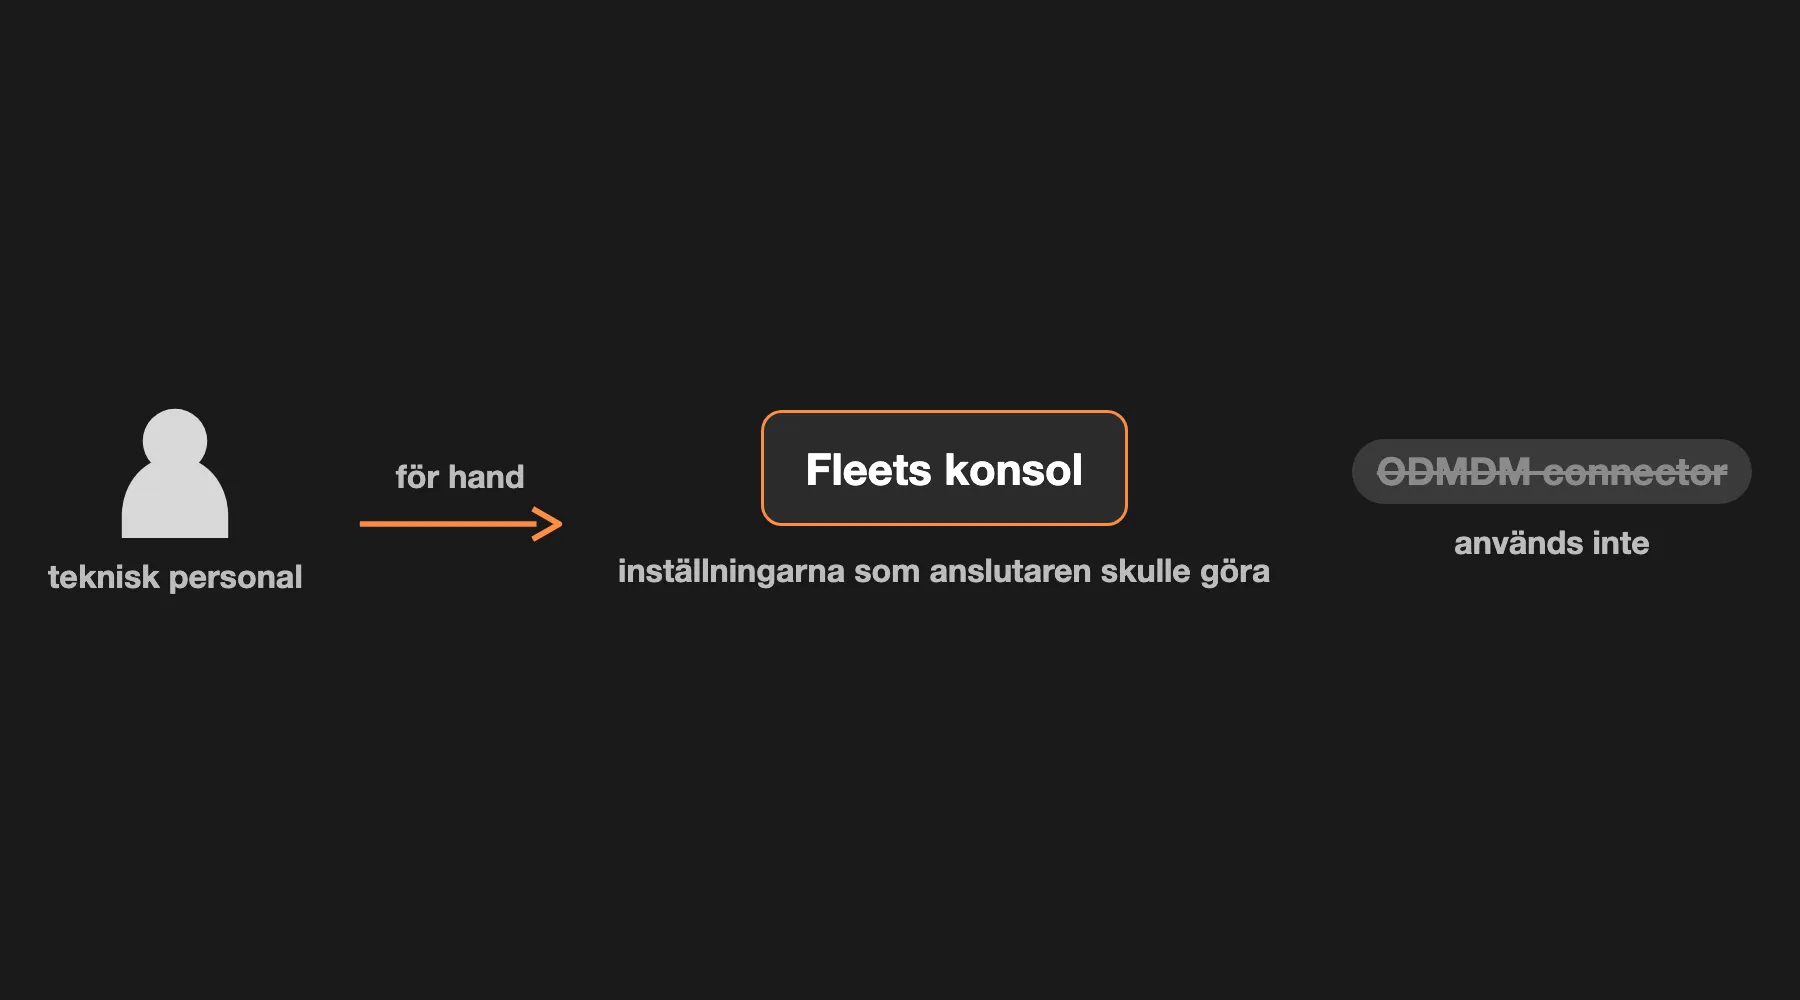 teknisk personal
för hand
Fleets konsol
inställningarna som anslutaren skulle göra
ODMDM connector
används inte